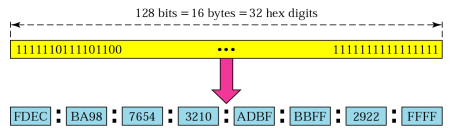 128 bits = 16 bytes = 32 hex digits
1111110111101100 ••• 1111111111111111
FDEC : BA98 : 7654 : 3210 : ADBF : BBFF : 2922 : FFFF